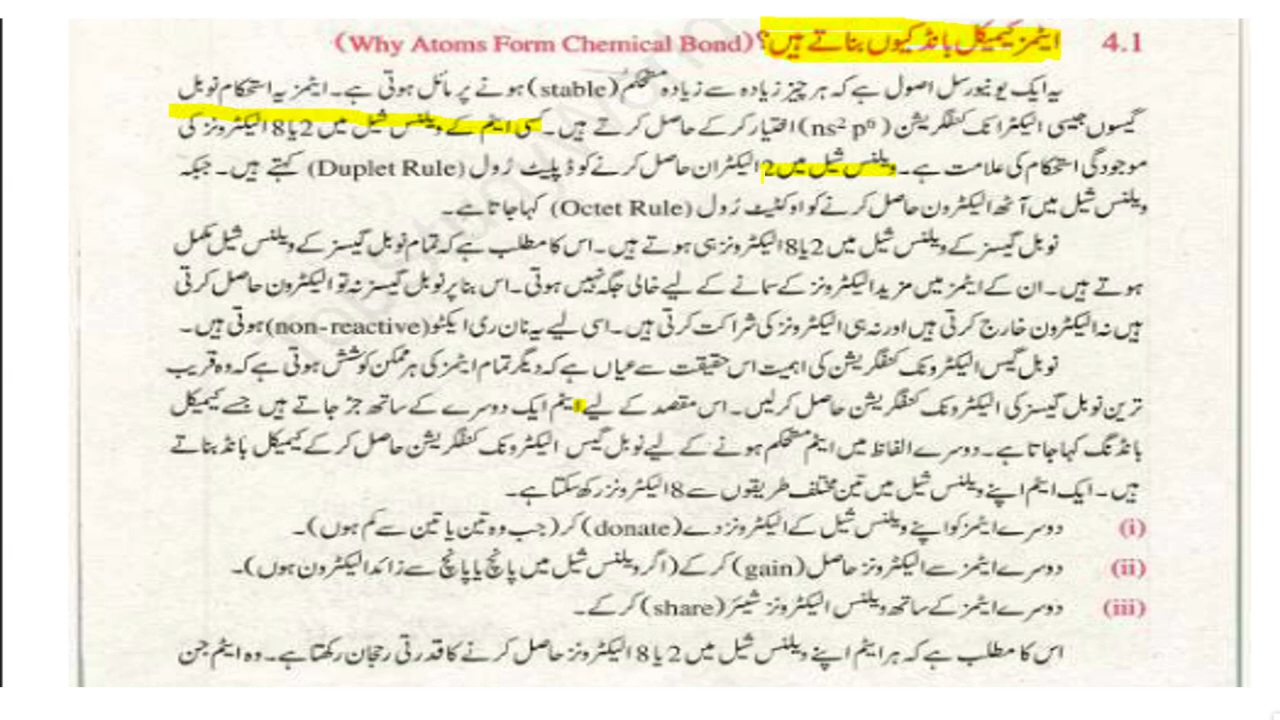 4.1 ایٹمز کیمیکل بانڈ کیوں بناتے ہیں؟ (Why Atoms Form Chemical Bond)
یہ ایک یونیورسل اصول ہے کہ ہر چیز زیادہ سے زیادہ مستحکم (stable) ہونے پر مائل ہوتی ہے۔ ایٹمز یہ استحکام نوبل
گیسوں جیسی الیکٹرانک کنفگریشن (ns² p⁶) اختیار کر کے حاصل کرتے ہیں۔ کسی ایٹم کے ویلنس شیل میں 2 یا 8 الیکٹرونز کی
موجودگی استحکام کی علامت ہے۔ ویلنس شیل میں 2 الیکٹران حاصل کرنے کو ڈپلیٹ رُول (Duplet Rule) کہتے ہیں۔ جبکہ
ویلنس شیل میں آٹھ الیکٹرون حاصل کرنے کو اوکٹیٹ رُول (Octet Rule) کہا جاتا ہے۔
نوبل گیسز کے ویلنس شیل میں 2 یا 8 الیکٹرونز ہی ہوتے ہیں۔ اس کا مطلب ہے کہ تمام نوبل گیسز کے ویلنس شیل مکمل
ہوتے ہیں۔ ان کے ایٹمز میں مزید الیکٹرونز کے سمانے کے لیے خالی جگہ نہیں ہوتی۔ اس بنا پر نوبل گیسز نہ تو الیکٹرون حاصل کرتی
ہیں نہ الیکٹرون خارج کرتی ہیں اور نہ ہی الیکٹرونز کی شراکت کرتی ہیں۔ اسی لیے یہ نان ری ایکٹو (non-reactive) ہوتی ہیں۔
نوبل گیس الیکٹرونک کنفگریشن کی اہمیت اس حقیقت سے عیاں ہے کہ دیگر تمام ایٹمز کی ہر ممکن کوشش ہوتی ہے کہ وہ قریب
ترین نوبل گیسز کی الیکٹرونک کنفگریشن حاصل کرلیں۔ اس مقصد کے لیے ایٹم ایک دوسرے کے ساتھ جڑ جاتے ہیں جسے کیمیکل
بانڈنگ کہا جاتا ہے۔ دوسرے الفاظ میں ایٹم مستحکم ہونے کے لیے نوبل گیس الیکٹرونک کنفگریشن حاصل کر کے کیمیکل بانڈ بناتے
ہیں۔ ایک ایٹم اپنے ویلنس شیل میں تین مختلف طریقوں سے 8 الیکٹرونز رکھ سکتا ہے۔
(i) دوسرے ایٹمز کو اپنے ویلنس شیل کے الیکٹرونز دے (donate) کر (جب وہ تین یا تین سے کم ہوں)۔
(ii) دوسرے ایٹمز سے الیکٹرونز حاصل (gain) کر کے (اگر ویلنس شیل میں پانچ یا پانچ سے زائد الیکٹرون ہوں)۔
(iii) دوسرے ایٹمز کے ساتھ ویلنس الیکٹرونز شیئر (share) کر کے۔
اس کا مطلب ہے کہ ہر ایٹم اپنے ویلنس شیل میں 2 یا 8 الیکٹرونز حاصل کرنے کا قدرتی رجحان رکھتا ہے۔ وہ ایٹم جن